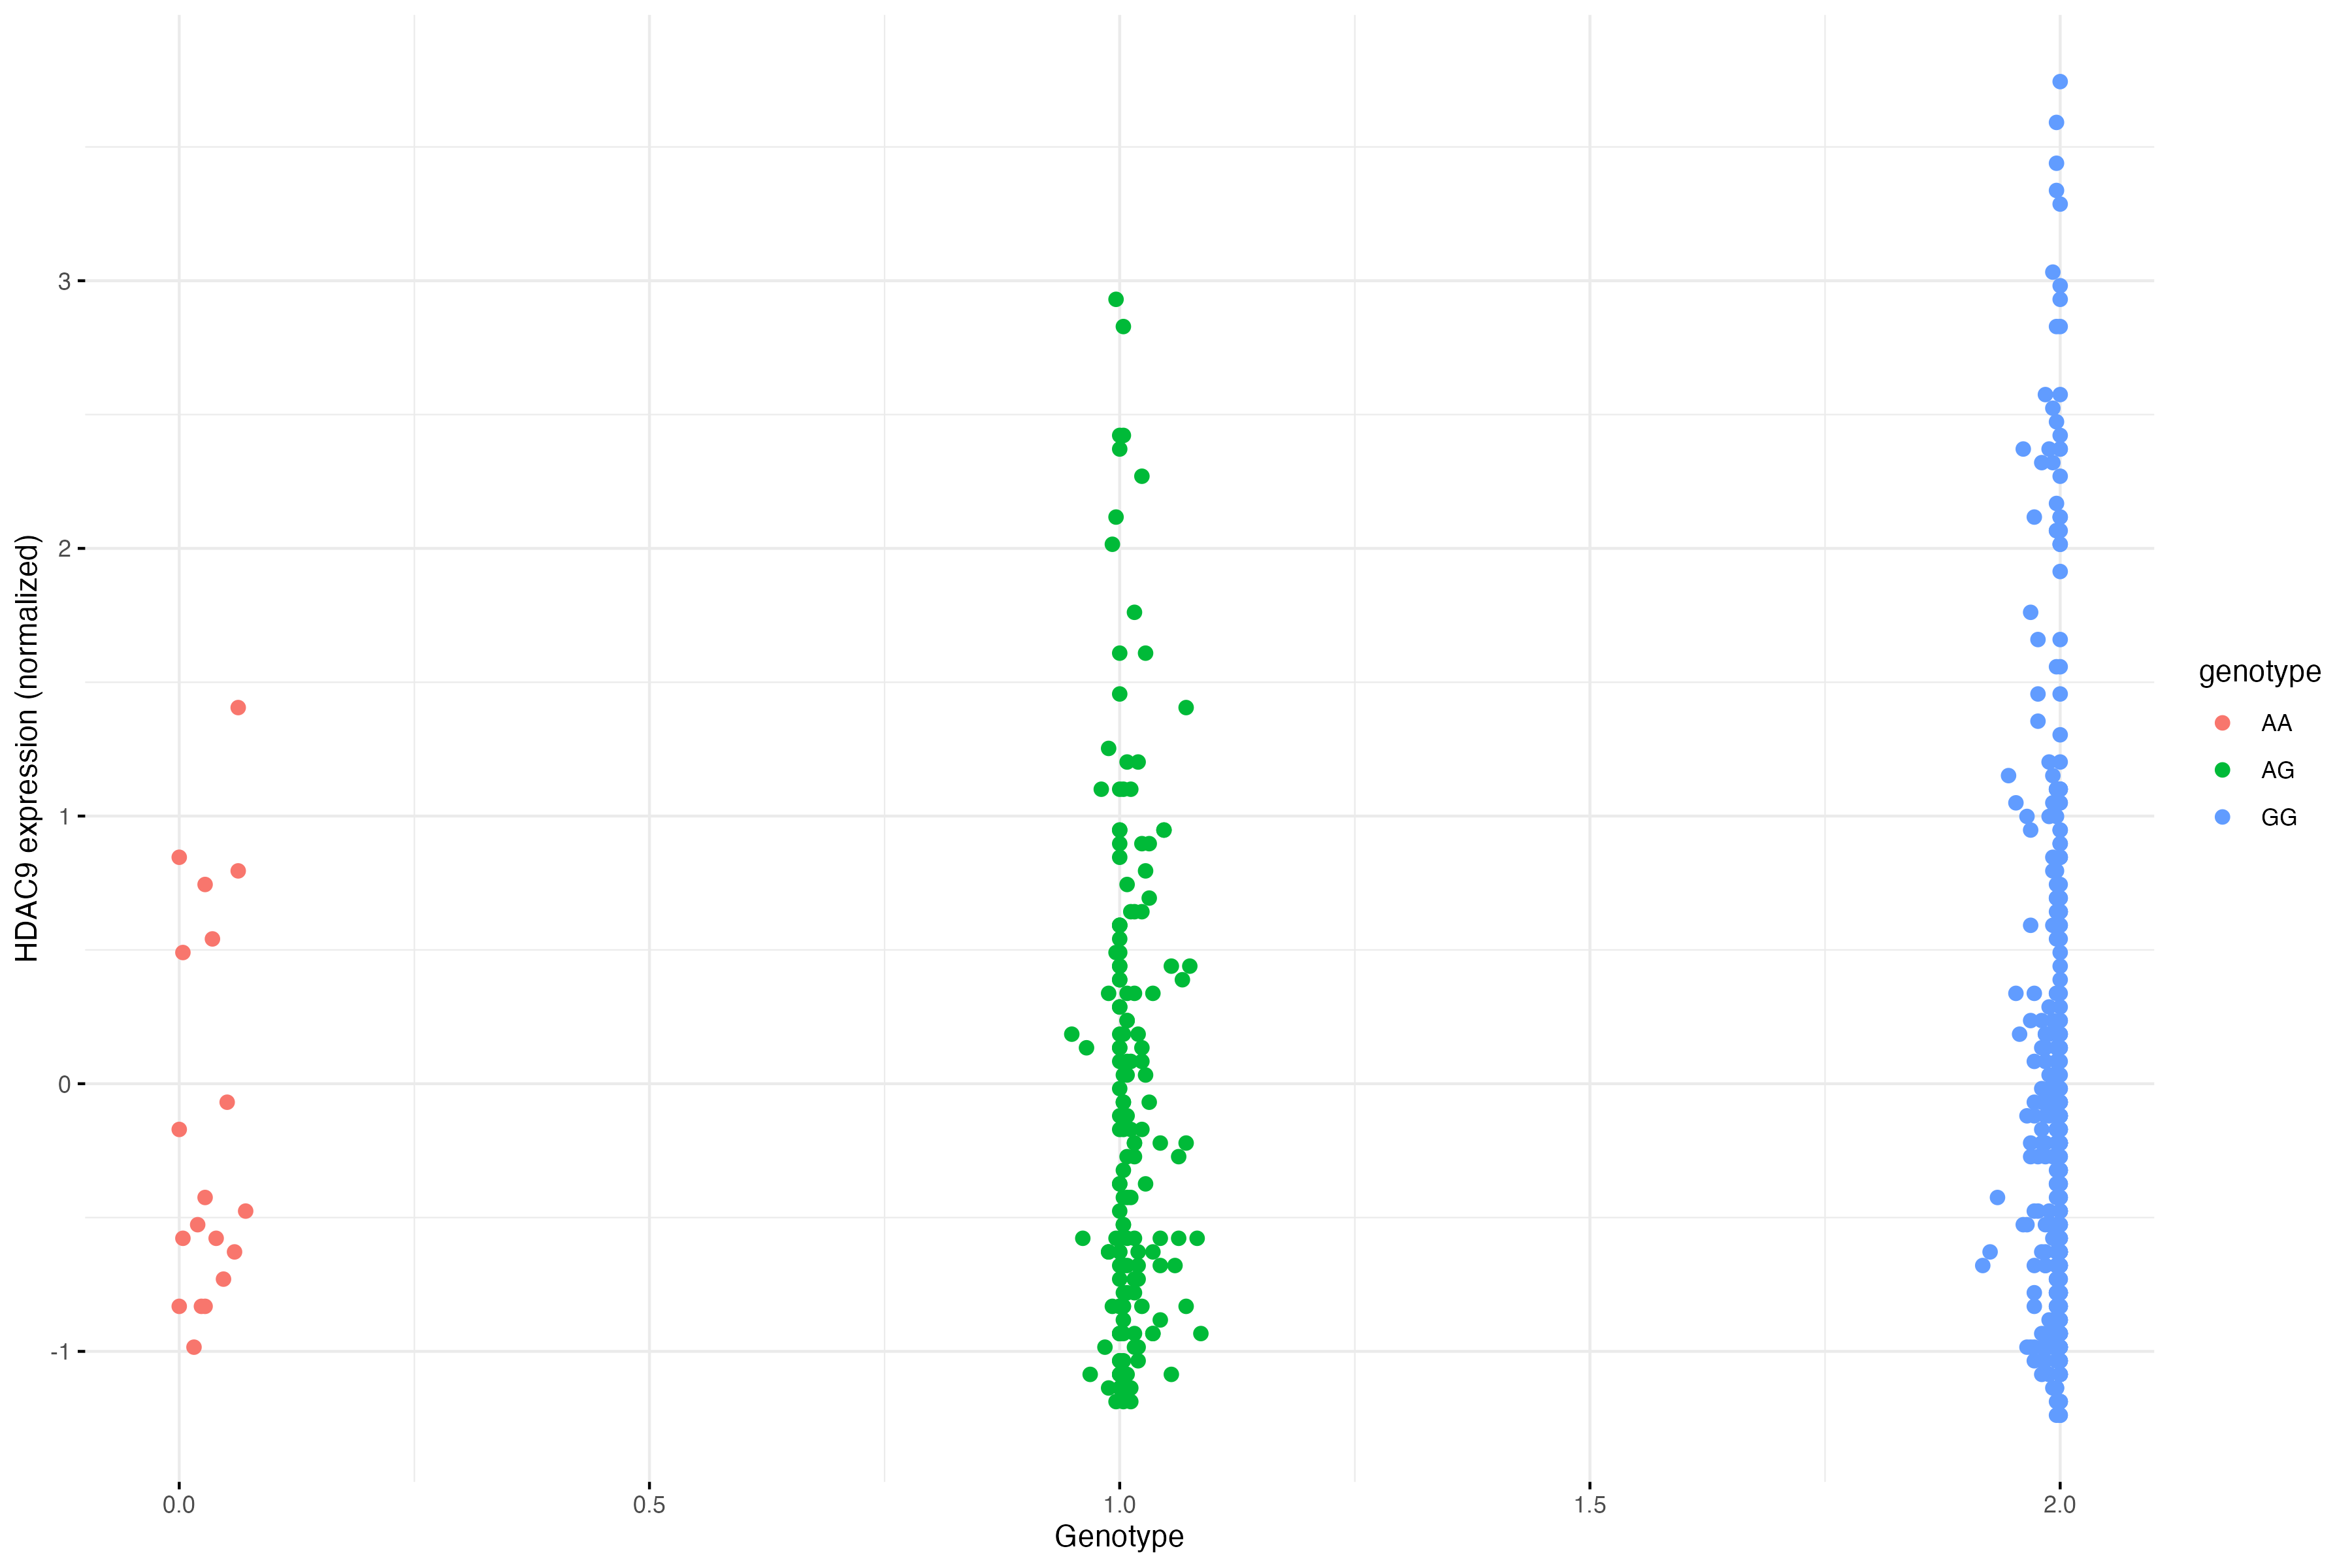 HDAC9 expression (normalized)
3
2
1
0
-1
0.0
0.5
1.0
1.5
2.0
Genotype
genotype
AA
AG
GG